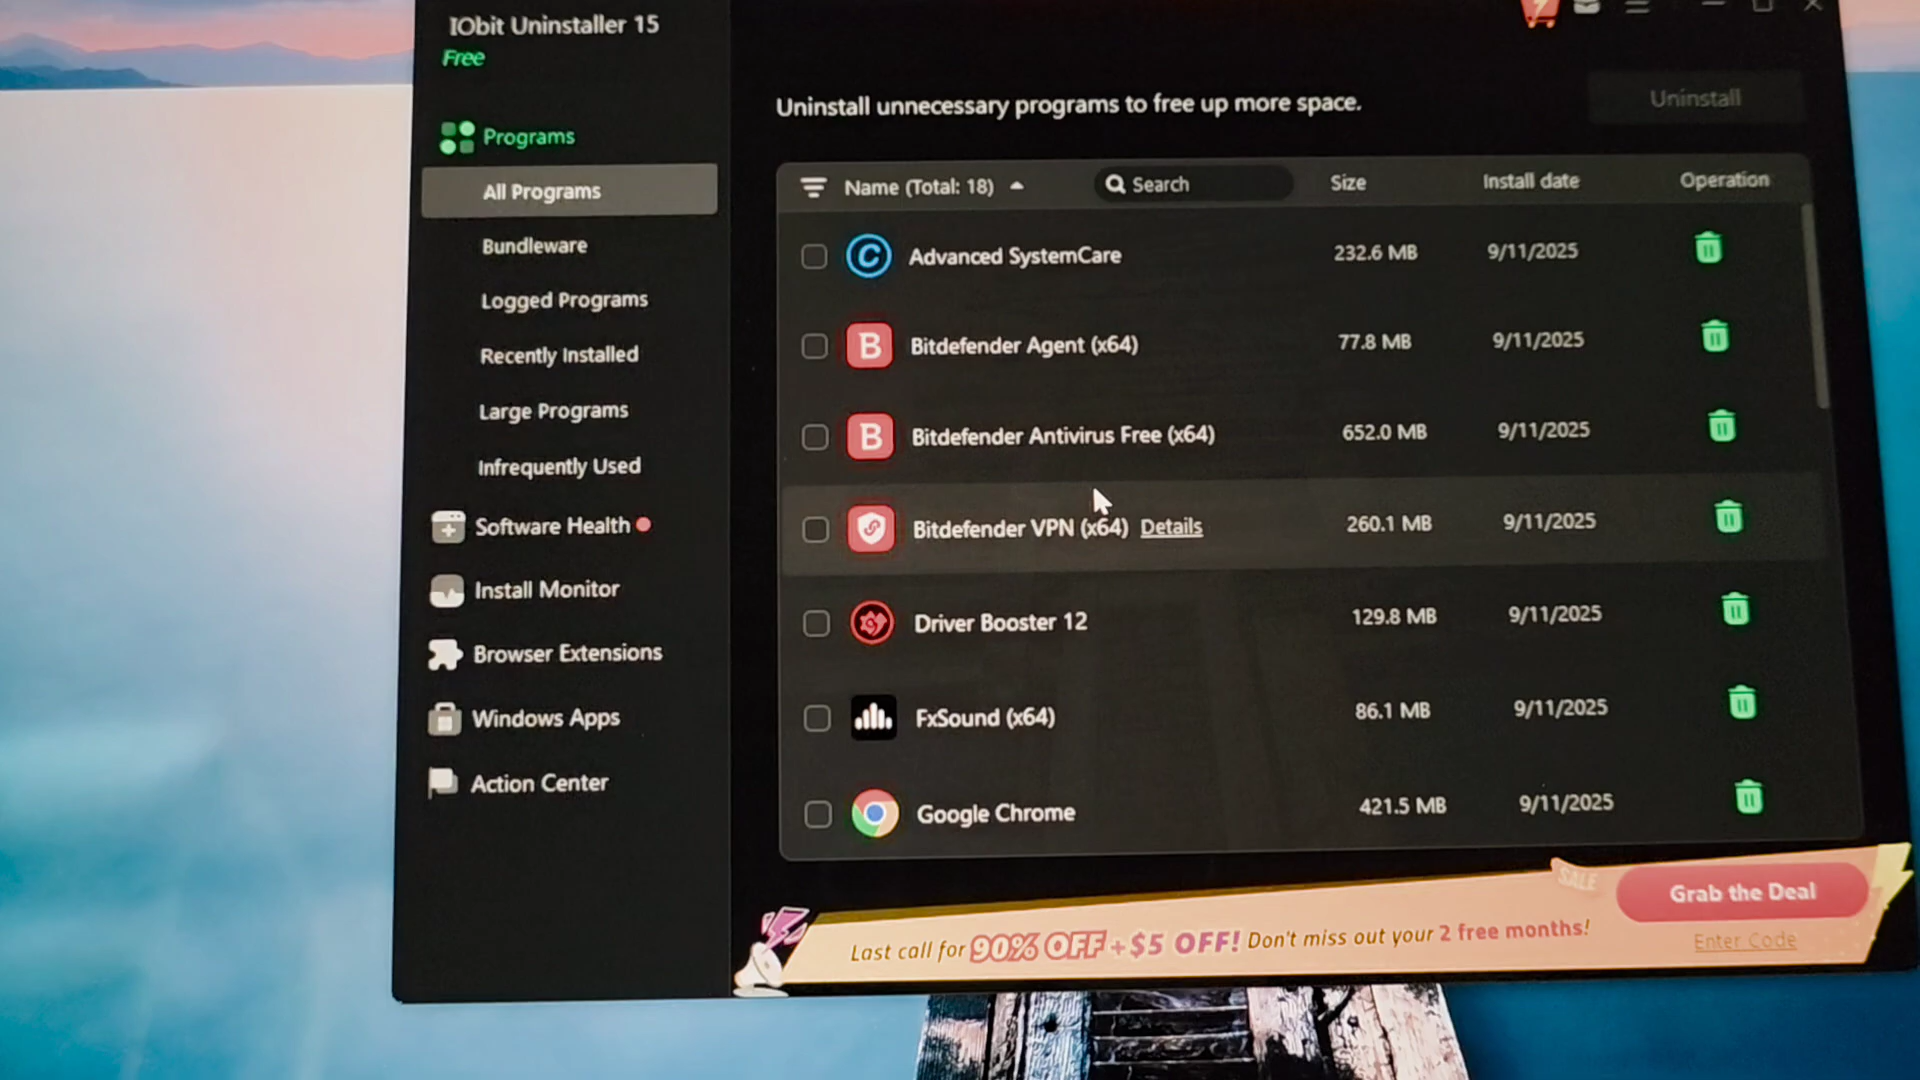 IObit Uninstaller 15
Free
Programs
All Programs
Bundleware
Logged Programs
Recently Installed
Large Programs
Infrequently Used
Software Health
Install Monitor
Browser Extensions
Windows Apps
Action Center
Uninstall unnecessary programs to free up more space.
Uninstall
Name (Total: 18) Search Size Install date Operation
Advanced SystemCare 232.6 MB 9/11/2025
Bitdefender Agent (x64) 77.8 MB 9/11/2025
Bitdefender Antivirus Free (x64) 652.0 MB 9/11/2025
Bitdefender VPN (x64) Details 260.1 MB 9/11/2025
Driver Booster 12 129.8 MB 9/11/2025
FxSound (x64) 86.1 MB 9/11/2025
Google Chrome 421.5 MB 9/11/2025
SALE
Last call for 90% OFF+$5 OFF! Don't miss out your 2 free months!
Grab the Deal
Enter Code